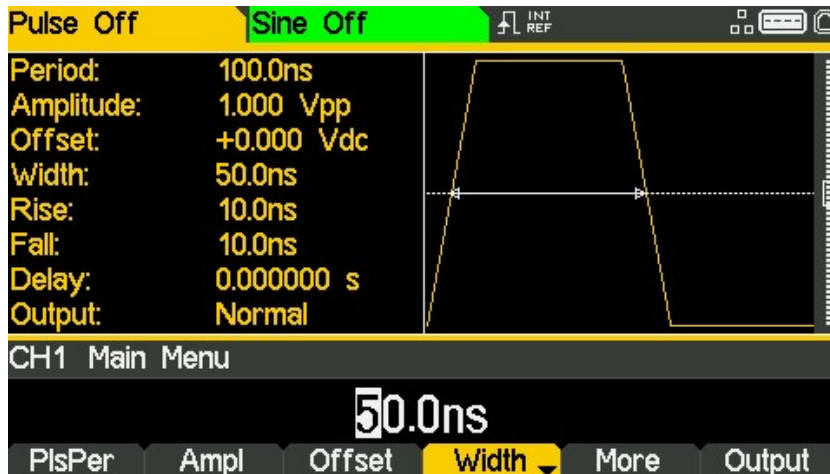 Pulse Off
Sine Off
INT
REF
Period: 100.0ns
Amplitude: 1.000 Vpp
Offset: +0.000 Vdc
Width: 50.0ns
Rise: 10.0ns
Fall: 10.0ns
Delay: 0.000000 s
Output: Normal
CH1 Main Menu
50.0ns
PlsPer Ampl Offset Width More Output